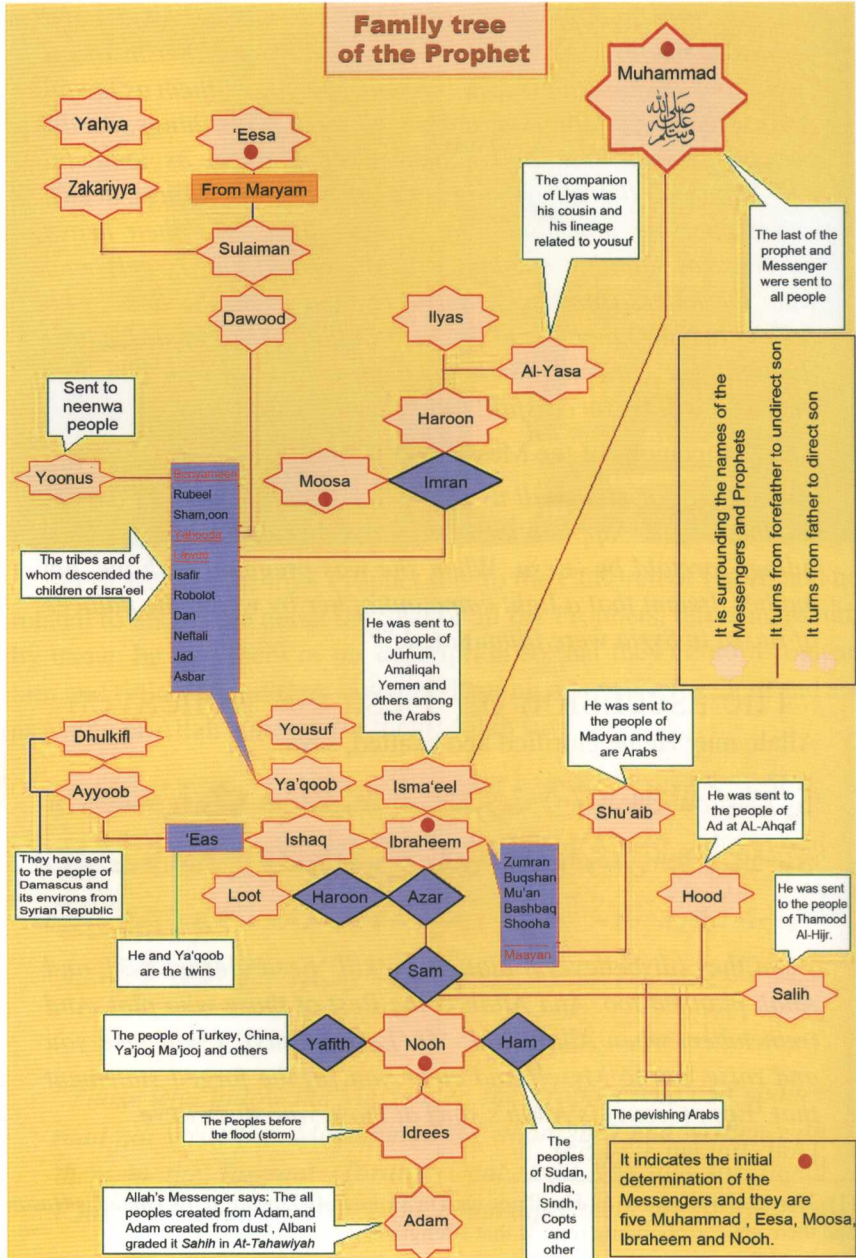 Family tree
of the Prophet
Muhammad
صلى الله
عليه
وسلم
Yahya
‘Eesa
Zakariyya
From Maryam
Sulaiman
The companion
of Llyas was
his cousin and
his lineage
related to yousuf
The last of the
prophet and
Messenger
were sent to
all people
Dawood
Ilyas
Al-Yasa
Haroon
Sent to
neenwa
people
Yoonus
Moosa
Imran
Benyameen
Rubeel
Sham,oon
Yahooda
Isafir
Robolot
Dan
Neftali
Jad
Asbar
The tribes and of
whom descended the
children of Isra'eel
It is surrounding the names of the
Messengers and Prophets
It turns from forefather to undirect son
It turns from father to direct son
He was sent to
the people of
Jurhum,
Amaliqah
Yemen and
others among
the Arabs
He was sent to
the people of
Madyan and they
are Arabs
Dhulkifl
Yousuf
Ayyoob
Ya'qoob
Isma‘eel
Shu‘aib
He was sent to
the people of
Ad at AL-Ahqaf
‘Eas
Ishaq
Ibraheem
They have sent
to the people of
Damascus and
its environs from
Syrian Republic
Zumran
Buqshan
Mu'an
Bashbaq
Shooha
Maayan
Loot
Haroon
Azar
Hood
He was sent
to the people
of Thamood
Al-Hijr.
He and Ya'qoob
are the twins
Sam
Salih
The people of Turkey, China,
Ya'jooj Ma'jooj and others
Yafith
Nooh
Ham
The pevishing Arabs
The Peoples before
the flood (storm)
Idrees
The
peoples
of Sudan,
India,
Sindh,
Copts
and
other
It indicates the initial
determination of the
Messengers and they are
five Muhammad , Eesa, Moosa,
Ibraheem and Nooh.
Allah's Messenger says: The all
peoples created from Adam,and
Adam created from dust , Albani
graded it Sahih in At-Tahawiyah
Adam